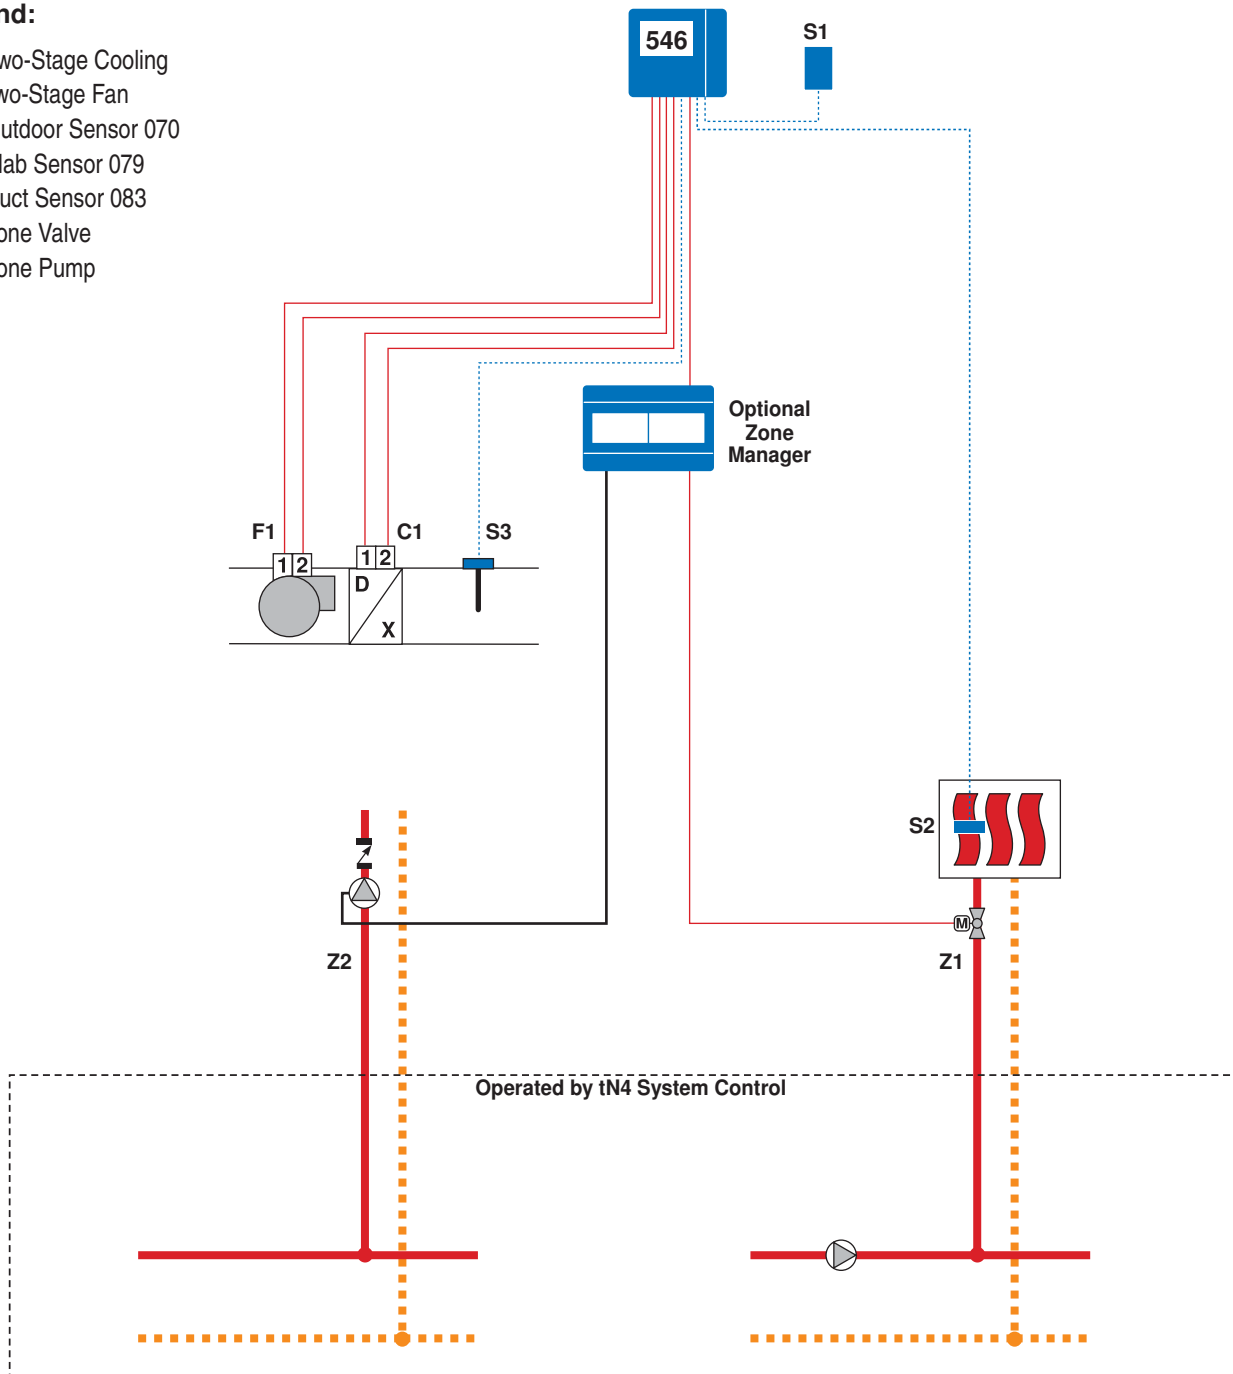 nd:
wo-Stage Cooling
wo-Stage Fan
utdoor Sensor 070
lab Sensor 079
uct Sensor 083
one Valve
one Pump
546
S1
Optional
Zone
Manager
F1
C1
S3
1 2
1 2
D
X
S2
M
Z2
Z1
Operated by tN4 System Control